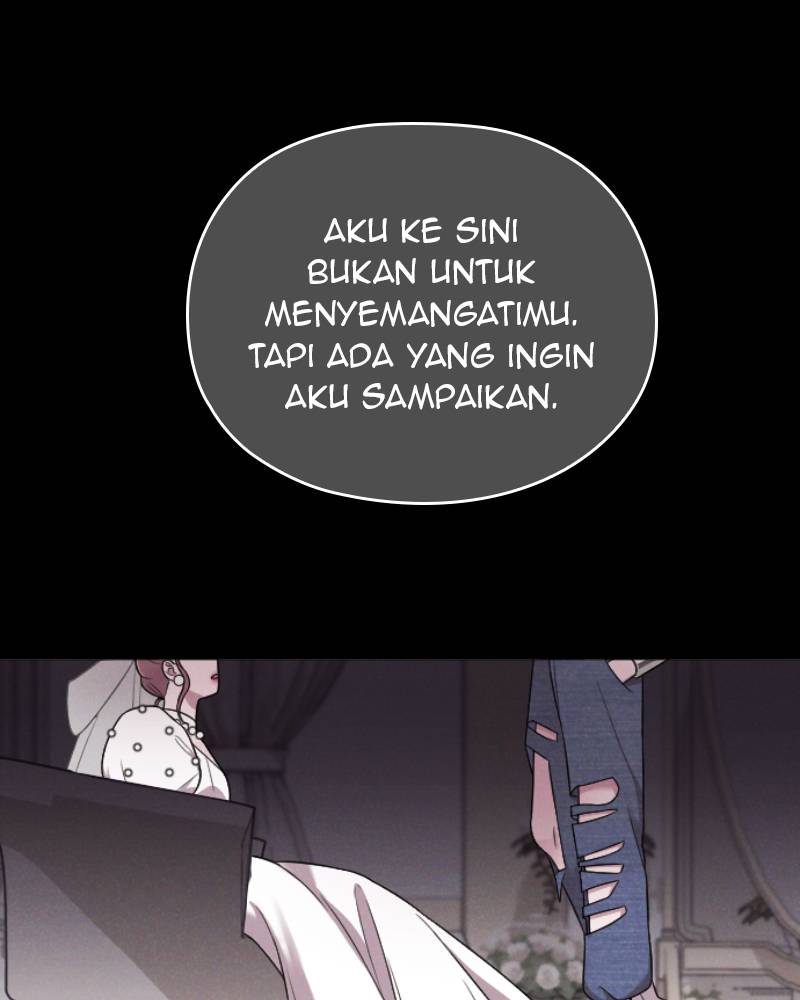 AKU KE SINI
BUKAN UNTUK
MENYEMANGATIMU.
TAPI ADA YANG INGIN
AKU SAMPAIKAN.